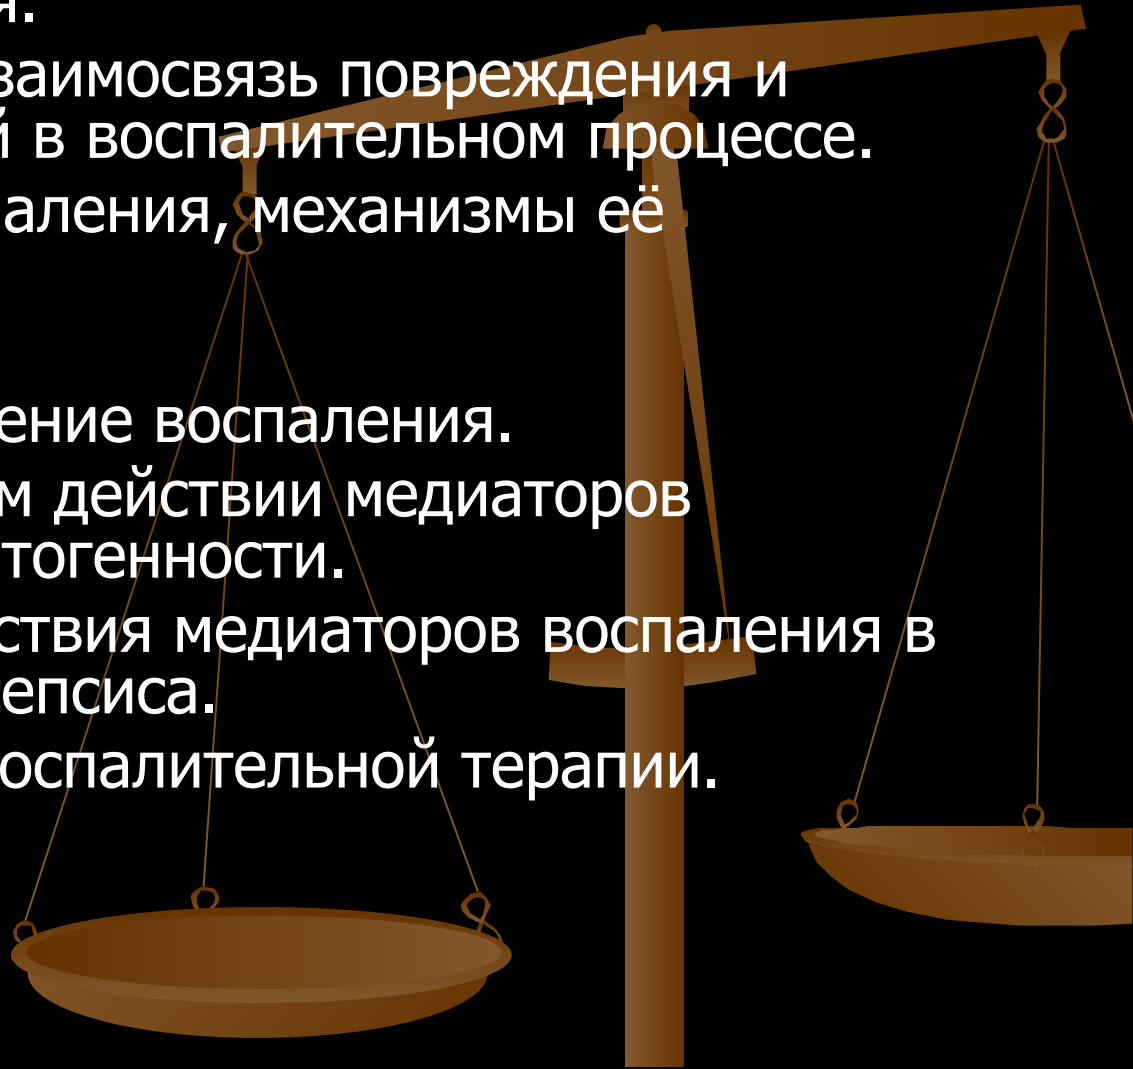 я.
заимосвязь повреждения и
й в воспалительном процессе.
аления, механизмы её
ение воспаления.
м действии медиаторов
тогенности.
ствия медиаторов воспаления в
епсиса.
оспалительной терапии.